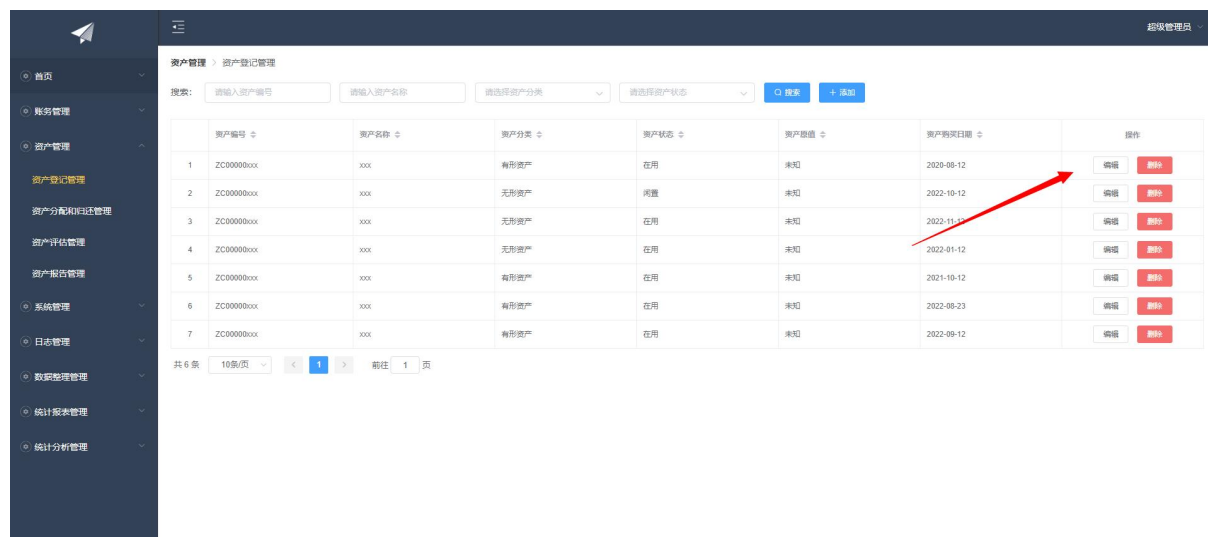 超级管理员
首页
账务管理
资产管理
资产登记管理
资产分配和归还管理
资产评估管理
资产报告管理
系统管理
日志管理
数据整理管理
统计报表管理
统计分析管理
资产管理 > 资产登记管理
搜索: 请输入资产编号 请输入资产名称 请选择资产分类 请选择资产状态 搜索 + 添加
资产编号 资产名称 资产分类 资产状态 资产原值 资产购买日期 操作
1 ZC00000xxx xxx 有形资产 在用 未知 2020-08-12 编辑 删除
2 ZC00000xxx xxx 无形资产 闲置 未知 2022-10-12 编辑 删除
3 ZC00000xxx xxx 无形资产 在用 未知 2022-11-12 编辑 删除
4 ZC00000xxx xxx 无形资产 在用 未知 2022-01-12 编辑 删除
5 ZC00000xxx xxx 有形资产 在用 未知 2021-10-12 编辑 删除
6 ZC00000xxx xxx 有形资产 在用 未知 2022-08-23 编辑 删除
7 ZC00000xxx xxx 有形资产 在用 未知 2022-09-12 编辑 删除
共 6 条 10条/页 < 1 > 前往 1 页